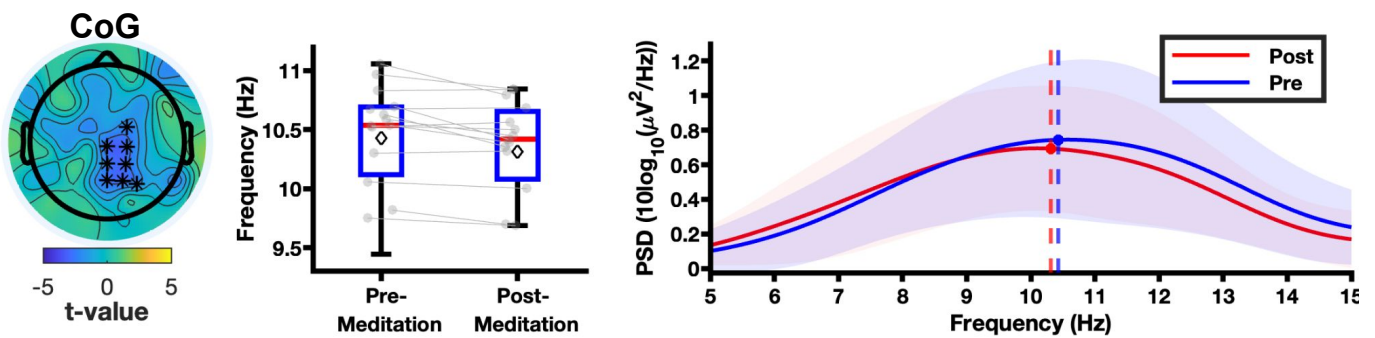 CoG
-5 0 5
t-value
Frequency (Hz)
11
10.5
10
9.5
Pre-
Meditation
Post-
Meditation
PSD (10log10(μV2/Hz))
1.2
1
0.8
0.6
0.4
0.2
0
5 6 7 8 9 10 11 12 13 14 15
Frequency (Hz)
Post
Pre